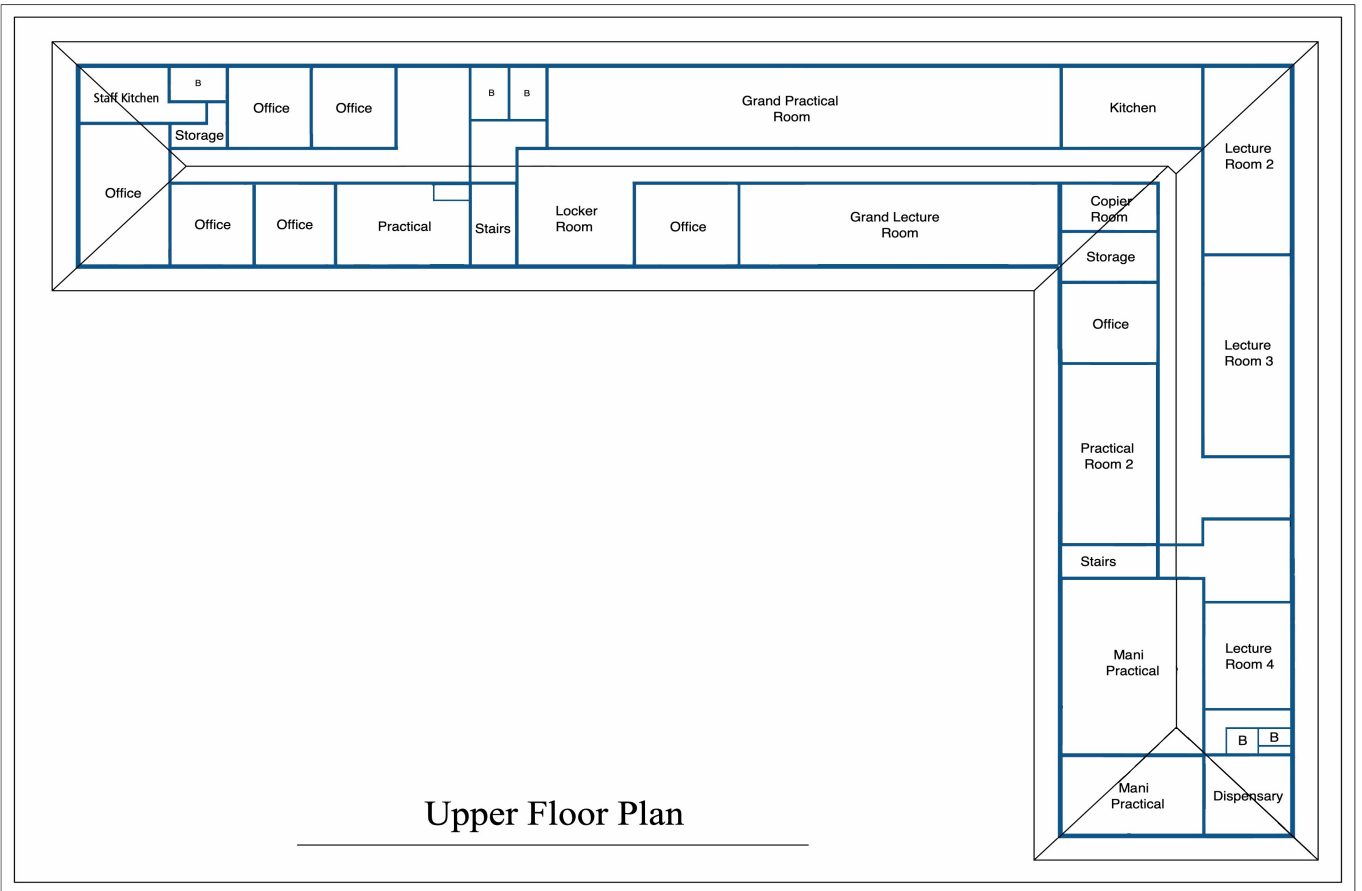 Staff Kitchen
B
Office
Office
B
B
Grand Practical
Room
Kitchen
Storage
Lecture
Room 2
Office
Office
Office
Practical
Stairs
Locker
Room
Office
Grand Lecture
Room
Copier
Room
Storage
Office
Lecture
Room 3
Practical
Room 2
Stairs
Mani
Practical
Lecture
Room 4
B
B
Mani
Practical
Dispensary
Upper Floor Plan